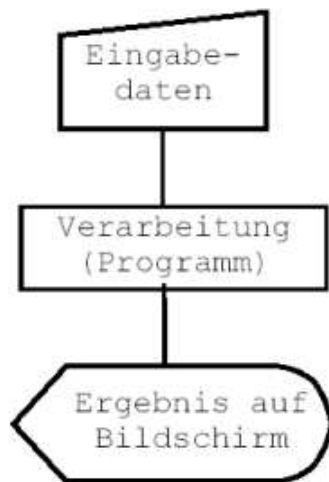 Eingabe-
daten
Verarbeitung
(Programm)
Ergebnis auf
Bildschirm